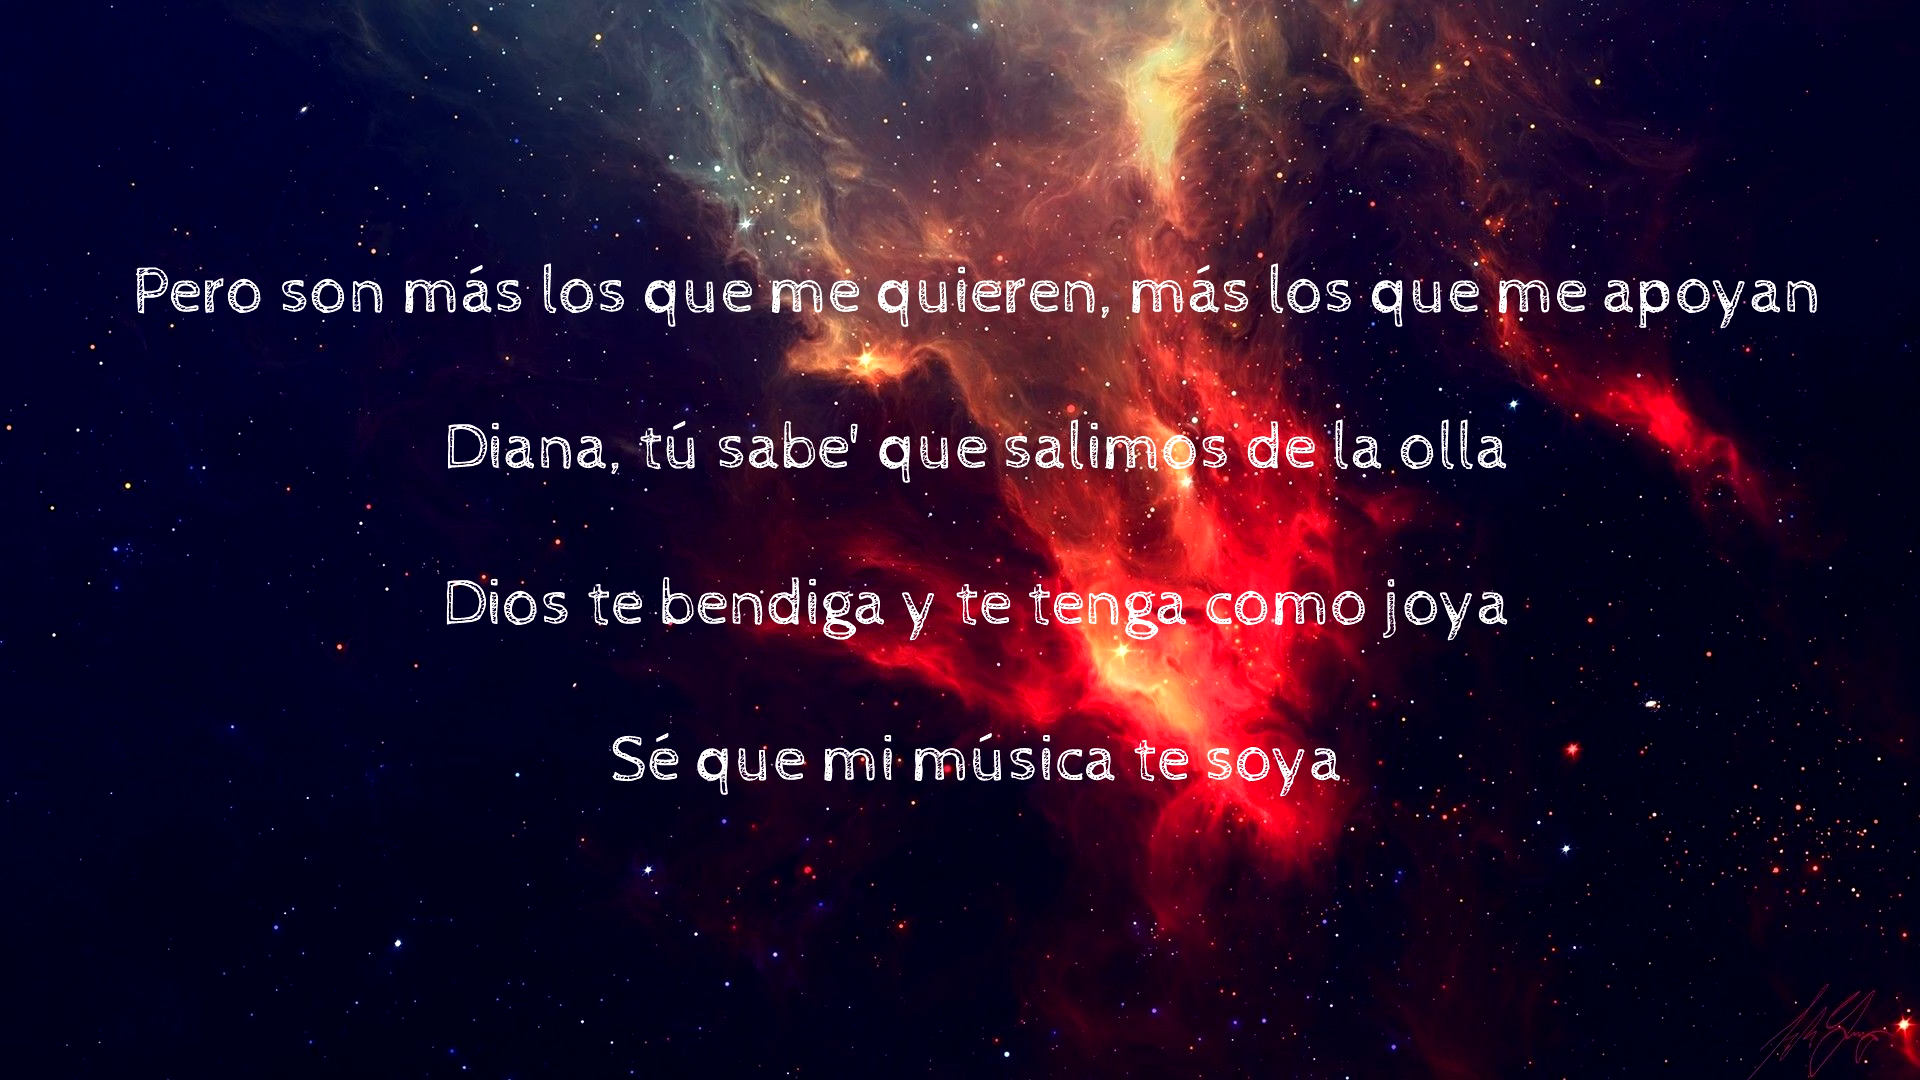 Pero son más los que me quieren, más los que me apoyan
Diana, tú sabe' que salimos de la olla
Dios te bendiga y te tenga como joya
Sé que mi música te soya